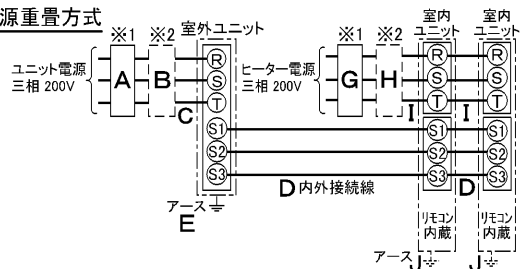 源重畳方式
※1 ※2 室外ユニット ※1 ※2 室内ユニット 室内ユニット
ユニット電源
三相 200V
A B
R
S
T
C
S1
S2
S3
ヒーター電源
三相 200V
G H
R R
S S
T T
I I
S1 S1
S2 S2
S3 S3
D 内外接続線 D
アース
E
リモコン内蔵 リモコン内蔵
アース J J